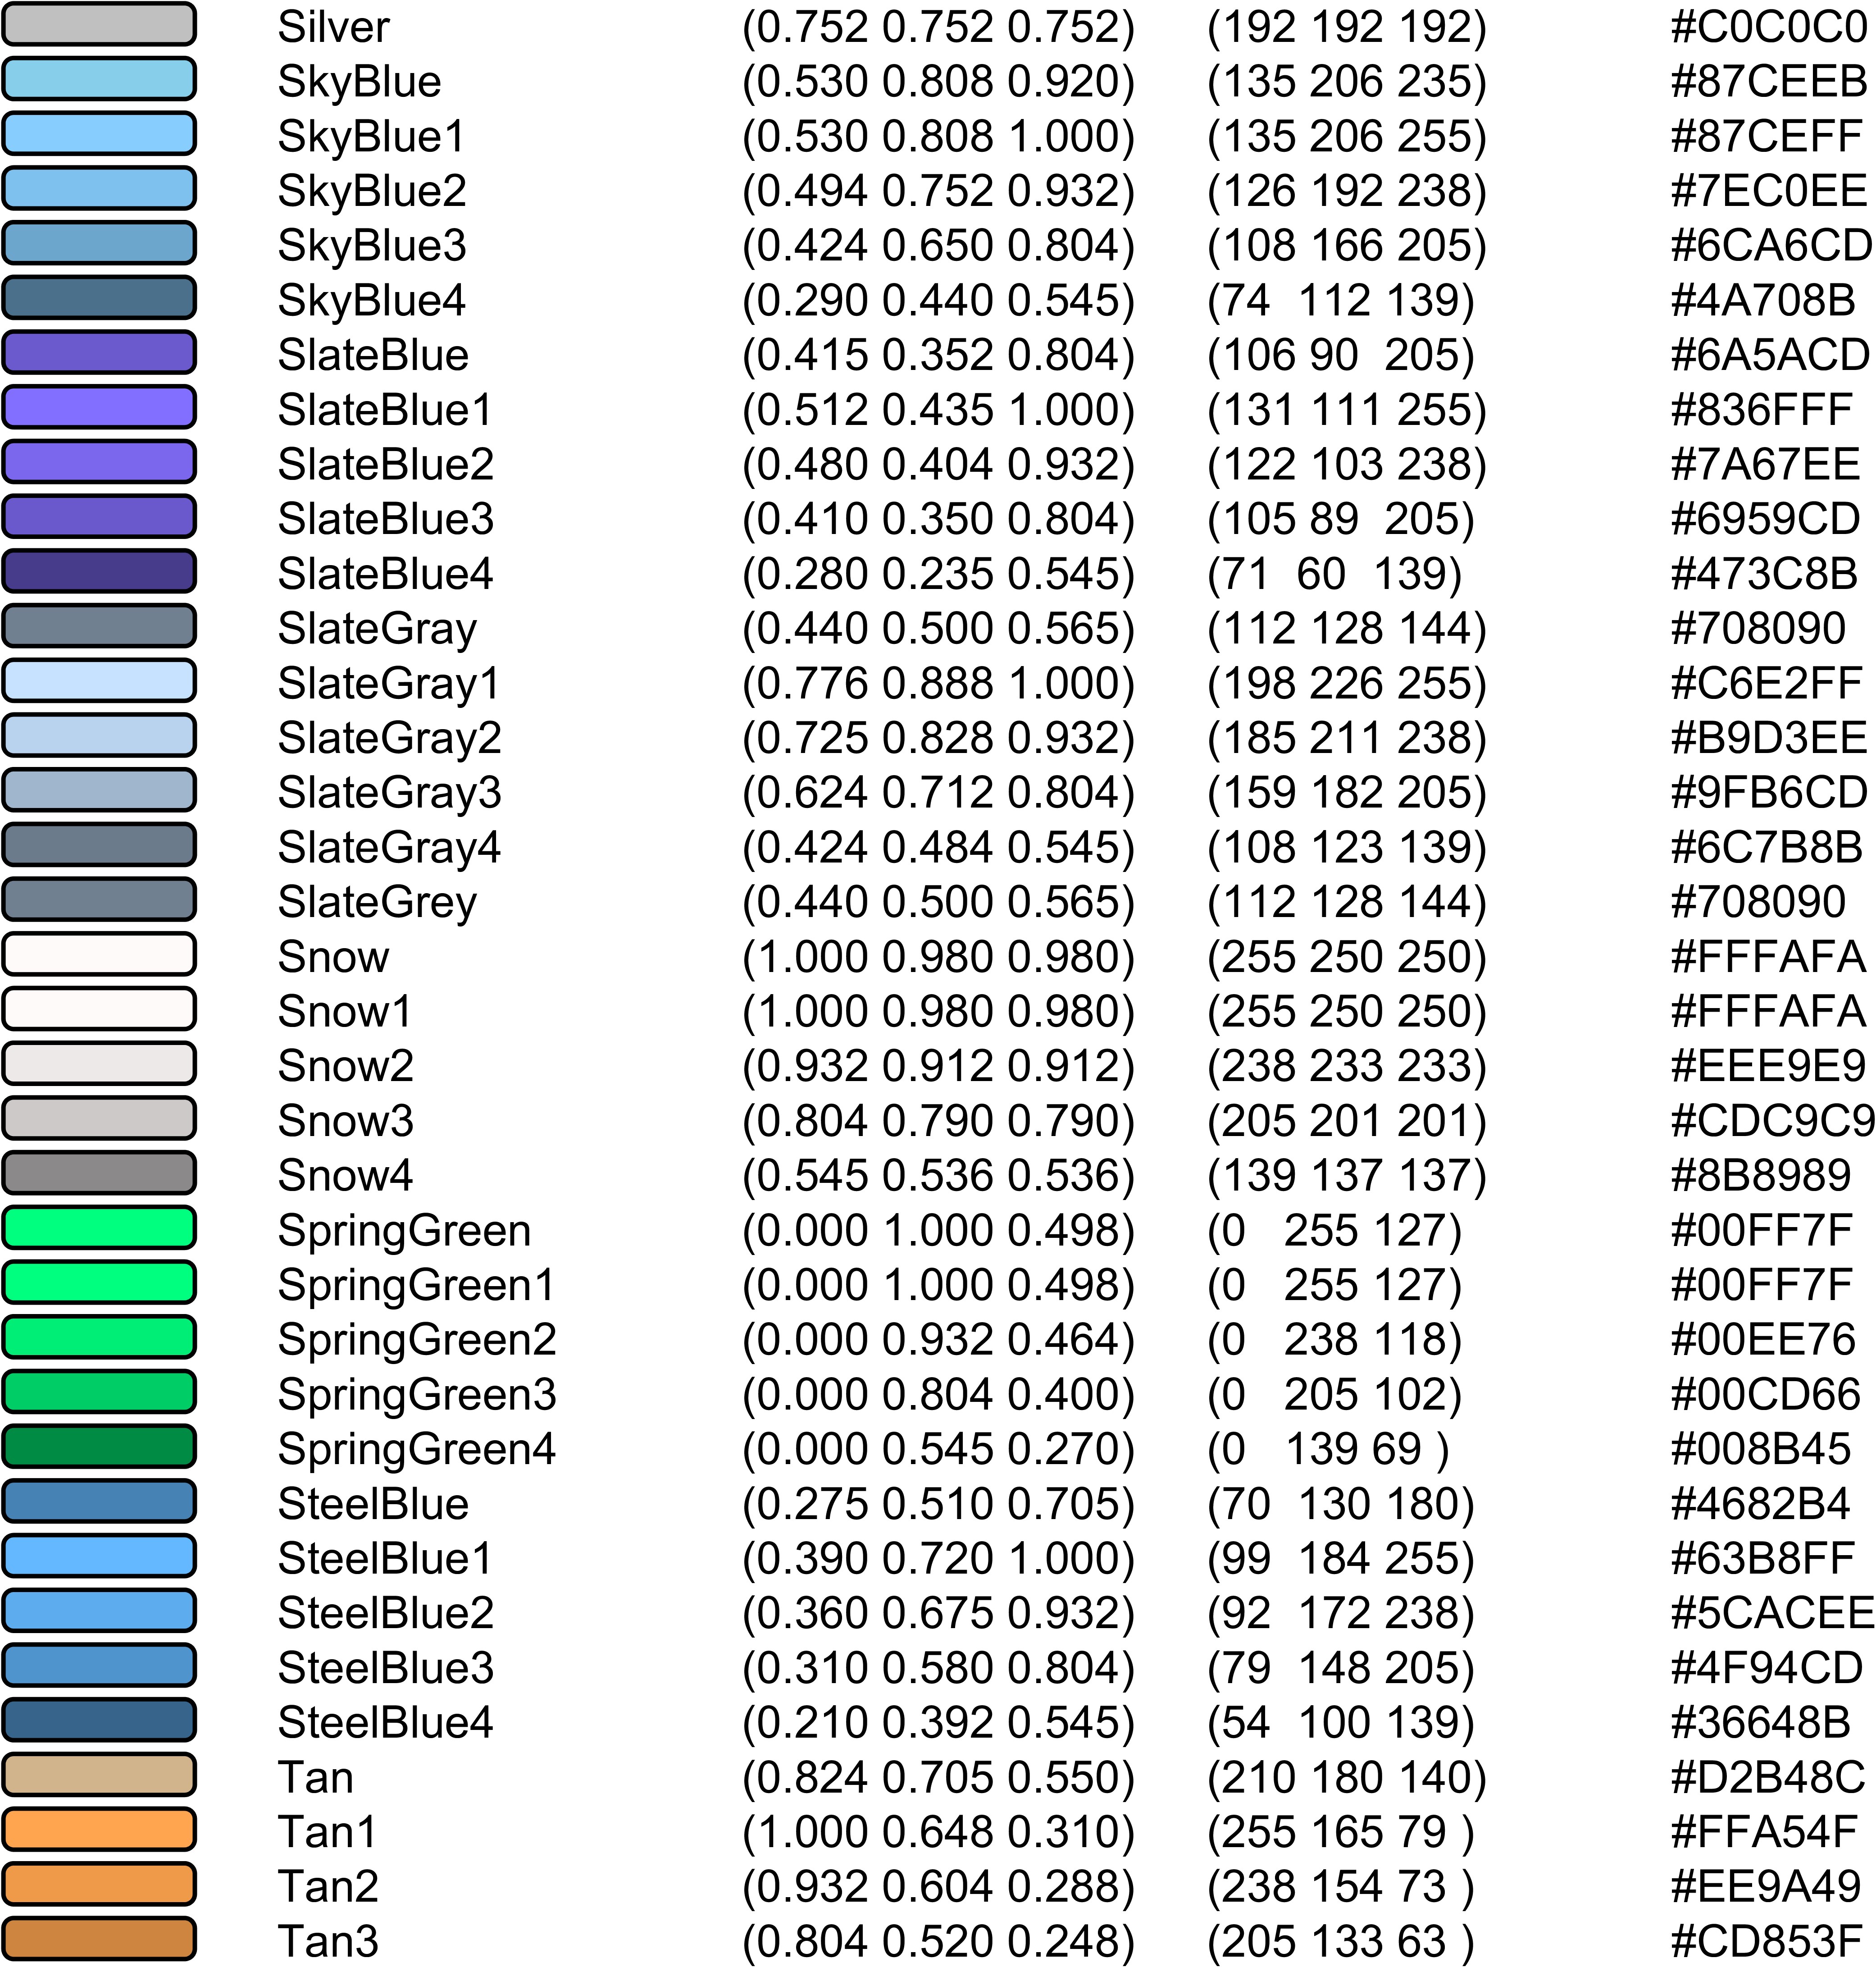 Silver (0.752 0.752 0.752) (192 192 192) #C0C0C0
SkyBlue (0.530 0.808 0.920) (135 206 235) #87CEEB
SkyBlue1 (0.530 0.808 1.000) (135 206 255) #87CEFF
SkyBlue2 (0.494 0.752 0.932) (126 192 238) #7EC0EE
SkyBlue3 (0.424 0.650 0.804) (108 166 205) #6CA6CD
SkyBlue4 (0.290 0.440 0.545) (74 112 139) #4A708B
SlateBlue (0.415 0.352 0.804) (106 90 205) #6A5ACD
SlateBlue1 (0.512 0.435 1.000) (131 111 255) #836FFF
SlateBlue2 (0.480 0.404 0.932) (122 103 238) #7A67EE
SlateBlue3 (0.410 0.350 0.804) (105 89 205) #6959CD
SlateBlue4 (0.280 0.235 0.545) (71 60 139) #473C8B
SlateGray (0.440 0.500 0.565) (112 128 144) #708090
SlateGray1 (0.776 0.888 1.000) (198 226 255) #C6E2FF
SlateGray2 (0.725 0.828 0.932) (185 211 238) #B9D3EE
SlateGray3 (0.624 0.712 0.804) (159 182 205) #9FB6CD
SlateGray4 (0.424 0.484 0.545) (108 123 139) #6C7B8B
SlateGrey (0.440 0.500 0.565) (112 128 144) #708090
Snow (1.000 0.980 0.980) (255 250 250) #FFFAFA
Snow1 (1.000 0.980 0.980) (255 250 250) #FFFAFA
Snow2 (0.932 0.912 0.912) (238 233 233) #EEE9E9
Snow3 (0.804 0.790 0.790) (205 201 201) #CDC9C9
Snow4 (0.545 0.536 0.536) (139 137 137) #8B8989
SpringGreen (0.000 1.000 0.498) (0 255 127) #00FF7F
SpringGreen1 (0.000 1.000 0.498) (0 255 127) #00FF7F
SpringGreen2 (0.000 0.932 0.464) (0 238 118) #00EE76
SpringGreen3 (0.000 0.804 0.400) (0 205 102) #00CD66
SpringGreen4 (0.000 0.545 0.270) (0 139 69 ) #008B45
SteelBlue (0.275 0.510 0.705) (70 130 180) #4682B4
SteelBlue1 (0.390 0.720 1.000) (99 184 255) #63B8FF
SteelBlue2 (0.360 0.675 0.932) (92 172 238) #5CACEE
SteelBlue3 (0.310 0.580 0.804) (79 148 205) #4F94CD
SteelBlue4 (0.210 0.392 0.545) (54 100 139) #36648B
Tan (0.824 0.705 0.550) (210 180 140) #D2B48C
Tan1 (1.000 0.648 0.310) (255 165 79 ) #FFA54F
Tan2 (0.932 0.604 0.288) (238 154 73 ) #EE9A49
Tan3 (0.804 0.520 0.248) (205 133 63 ) #CD853F